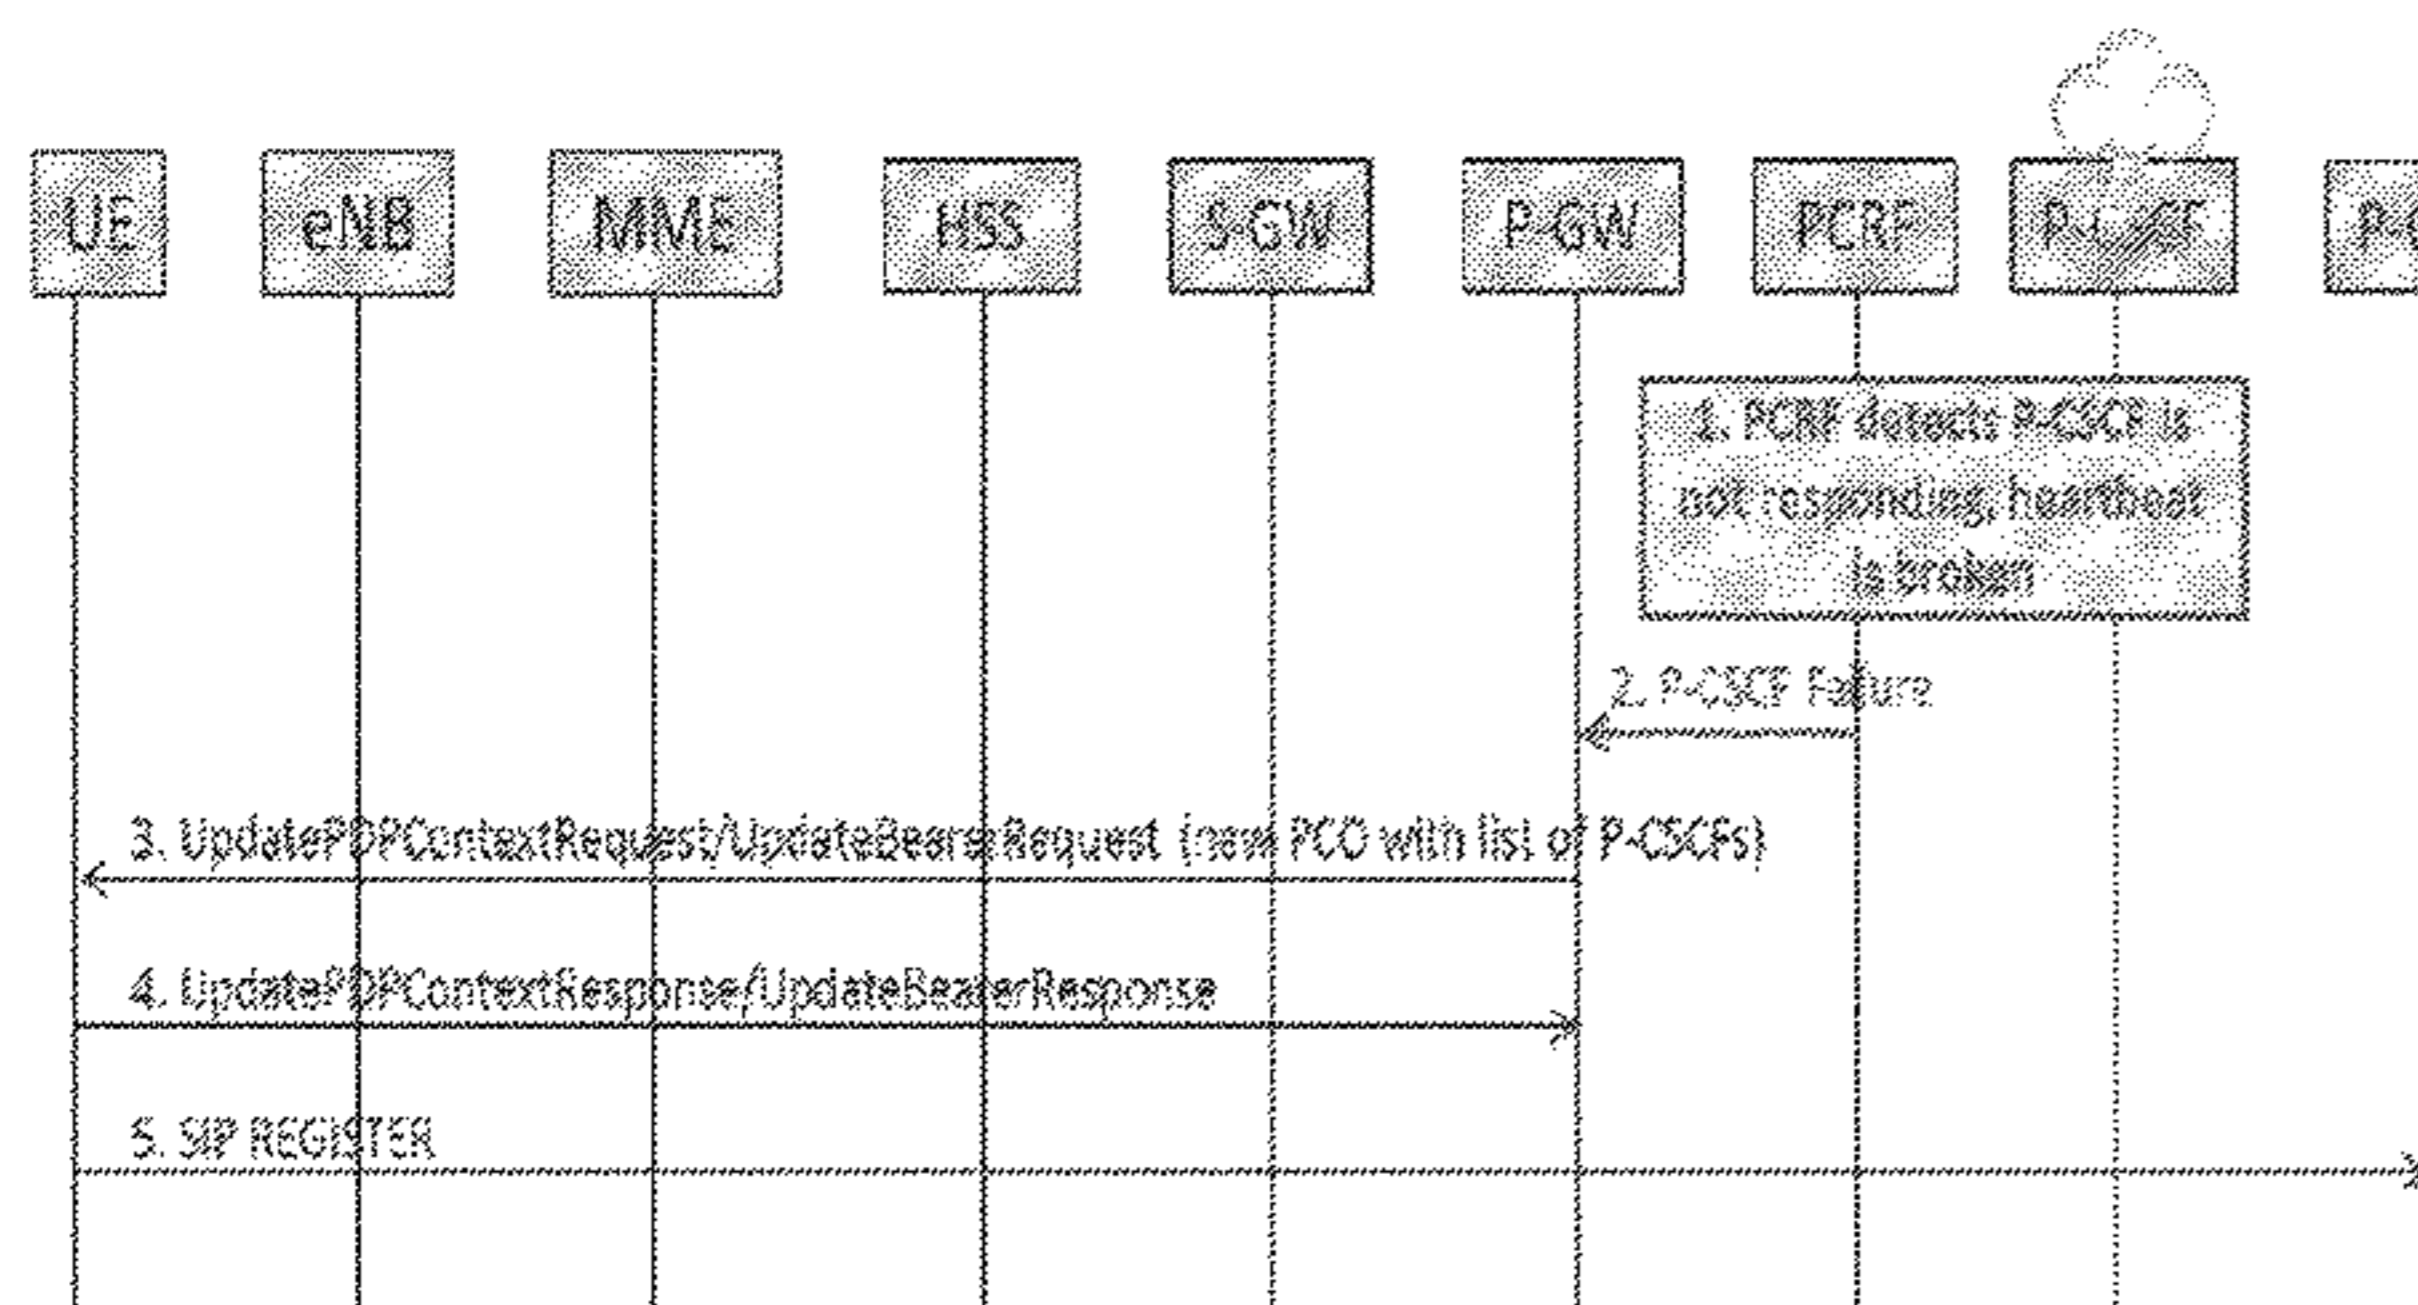 UE
eNB
MME
HSS
S-GW
P-GW
PCRF
1. PCRF detects P-CSCF is
not responding, heartbeat
is broken
2. P-CSCF Failure
3. UpdatePDPContextRequest/UpdateBearerRequest (new PCO with list of P-CSCFs)
4. UpdatePDPContextResponse/UpdateBearerResponse
5. SIP REGISTER